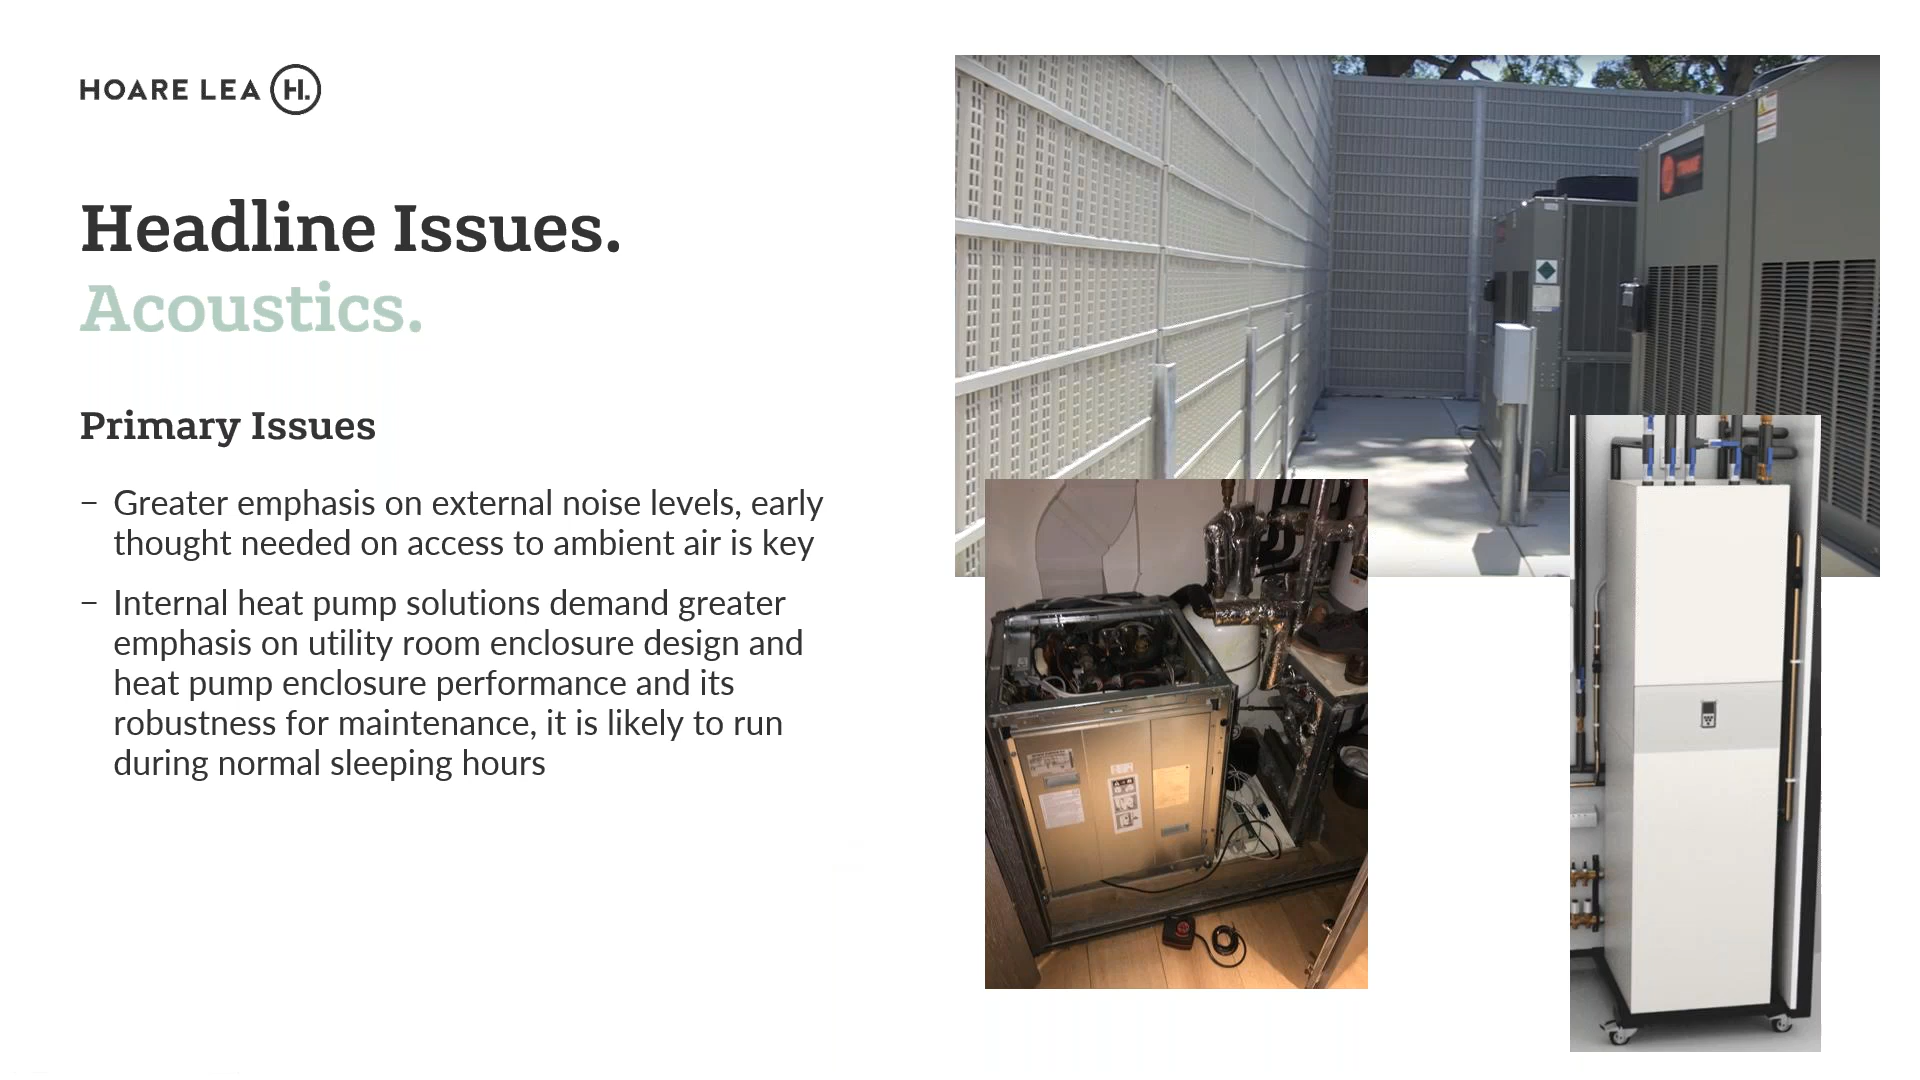 HOARE LEA H.
Headline Issues.
Acoustics.
Primary Issues
– Greater emphasis on external noise levels, early
thought needed on access to ambient air is key
– Internal heat pump solutions demand greater
emphasis on utility room enclosure design and
heat pump enclosure performance and its
robustness for maintenance, it is likely to run
during normal sleeping hours
TRANE